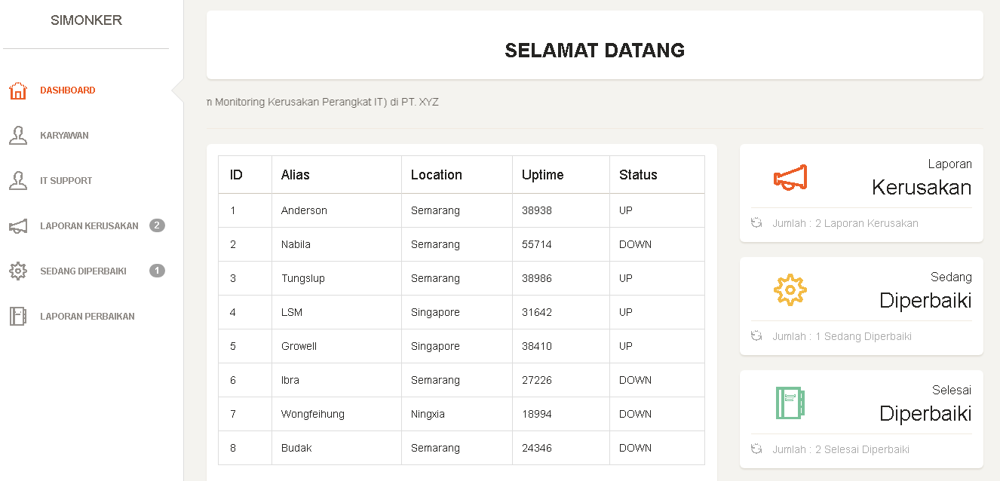 SIMONKER
DASHBOARD
KARYAWAN
IT SUPPORT
LAPORAN KERUSAKAN 2
SEDANG DIPERBAIKI 1
LAPORAN PERBAIKAN
SELAMAT DATANG
n Monitoring Kerusakan Perangkat IT) di PT. XYZ
ID Alias Location Uptime Status
1 Anderson Semarang 38938 UP
2 Nabila Semarang 55714 DOWN
3 Tungslup Semarang 38986 UP
4 LSM Singapore 31642 UP
5 Growell Singapore 38410 UP
6 Ibra Semarang 27226 DOWN
7 Wongfeihung Ningxia 18994 DOWN
8 Budak Semarang 24346 DOWN
Laporan
Kerusakan
Jumlah : 2 Laporan Kerusakan
Sedang
Diperbaiki
Jumlah : 1 Sedang Diperbaiki
Selesai
Diperbaiki
Jumlah : 2 Selesai Diperbaiki